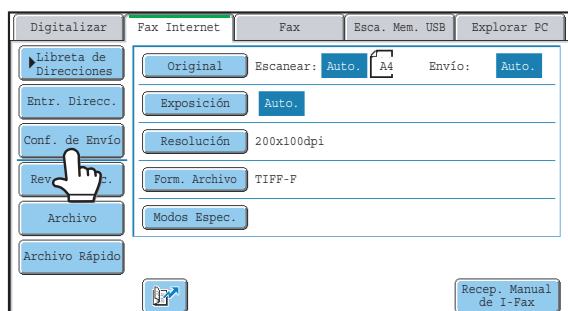 Digitalizar
Fax Internet
Fax
Esca. Mem. USB
Explorar PC
Libreta de
Direcciones
Original
Escanear: Auto. A4 Envío: Auto.
Entr. Direcc.
Exposición
Auto.
Conf. de Envío
Resolución
200x100dpi
Form. Archivo
TIFF-F
Archivo
Modos Espec.
Archivo Rápido
Recep. Manual
de I-Fax